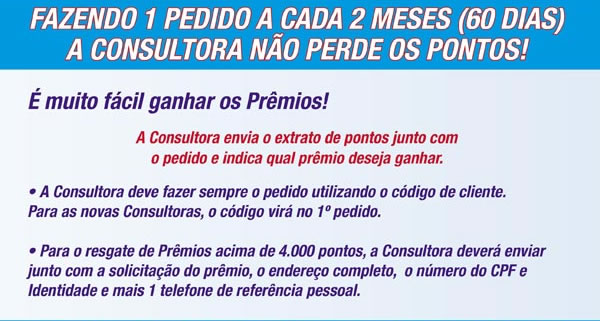 FAZENDO 1 PEDIDO A CADA 2 MESES (60 DIAS)
A CONSULTORA NÃO PERDE OS PONTOS!
É muito fácil ganhar os Prêmios!
A Consultora envia o extrato de pontos junto com
o pedido e indica qual prêmio deseja ganhar.
• A Consultora deve fazer sempre o pedido utilizando o código de cliente.
Para as novas Consultoras, o código virá no 1º pedido.
• Para o resgate de Prêmios acima de 4.000 pontos, a Consultora deverá enviar
junto com a solicitação do prêmio, o endereço completo, o número do CPF e
Identidade e mais 1 telefone de referência pessoal.